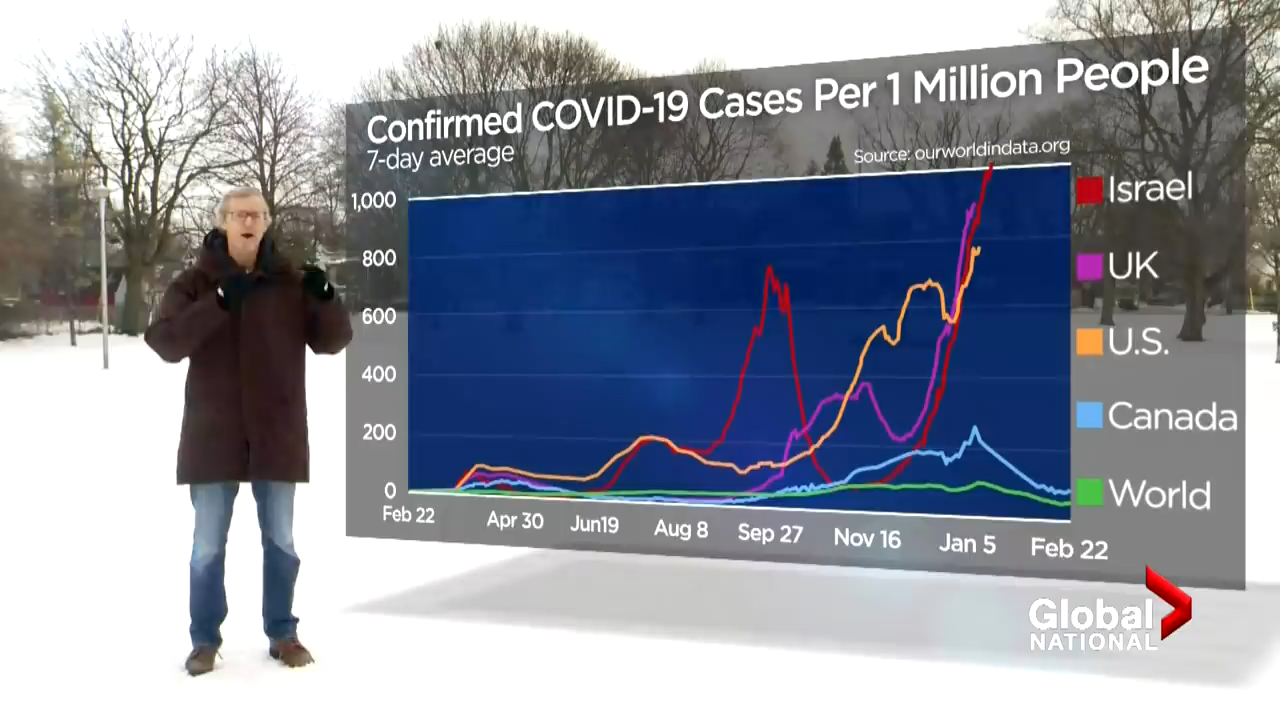 Confirmed COVID-19 Cases Per 1 Million People
7-day average
Source: ourworldindata.org
1,000
800
600
400
200
0
Feb 22
Apr 30
Jun19
Aug 8
Sep 27
Nov 16
Jan 5
Feb 22
Israel
UK
U.S.
Canada
World
Global
NATIONAL